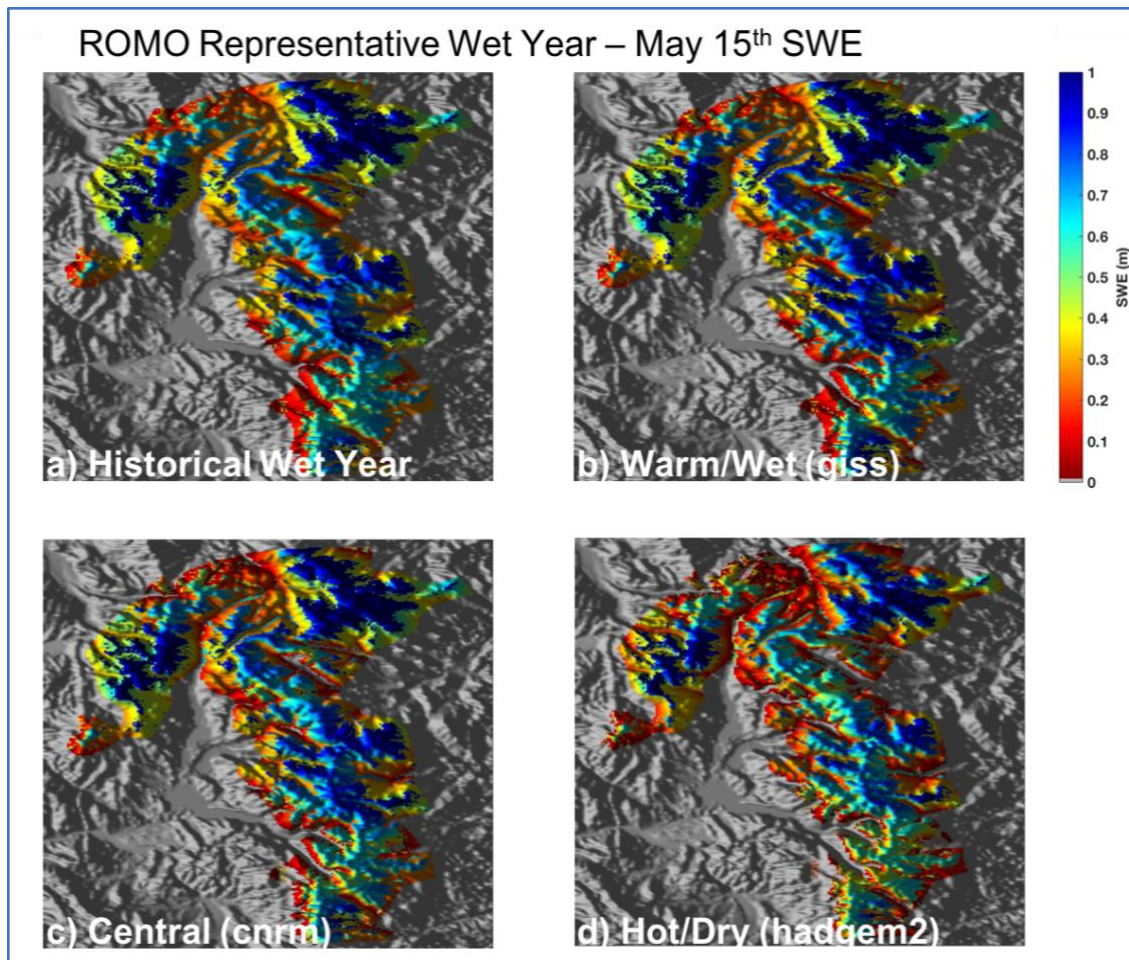 ROMO Representative Wet Year – May 15th SWE
a) Historical Wet Year
b) Warm/Wet (giss)
1
0.9
0.8
0.7
0.6
0.5
0.4
0.3
0.2
0.1
0
SWE (m)
c) Central (cnrm)
d) Hot/Dry (hadgem2)